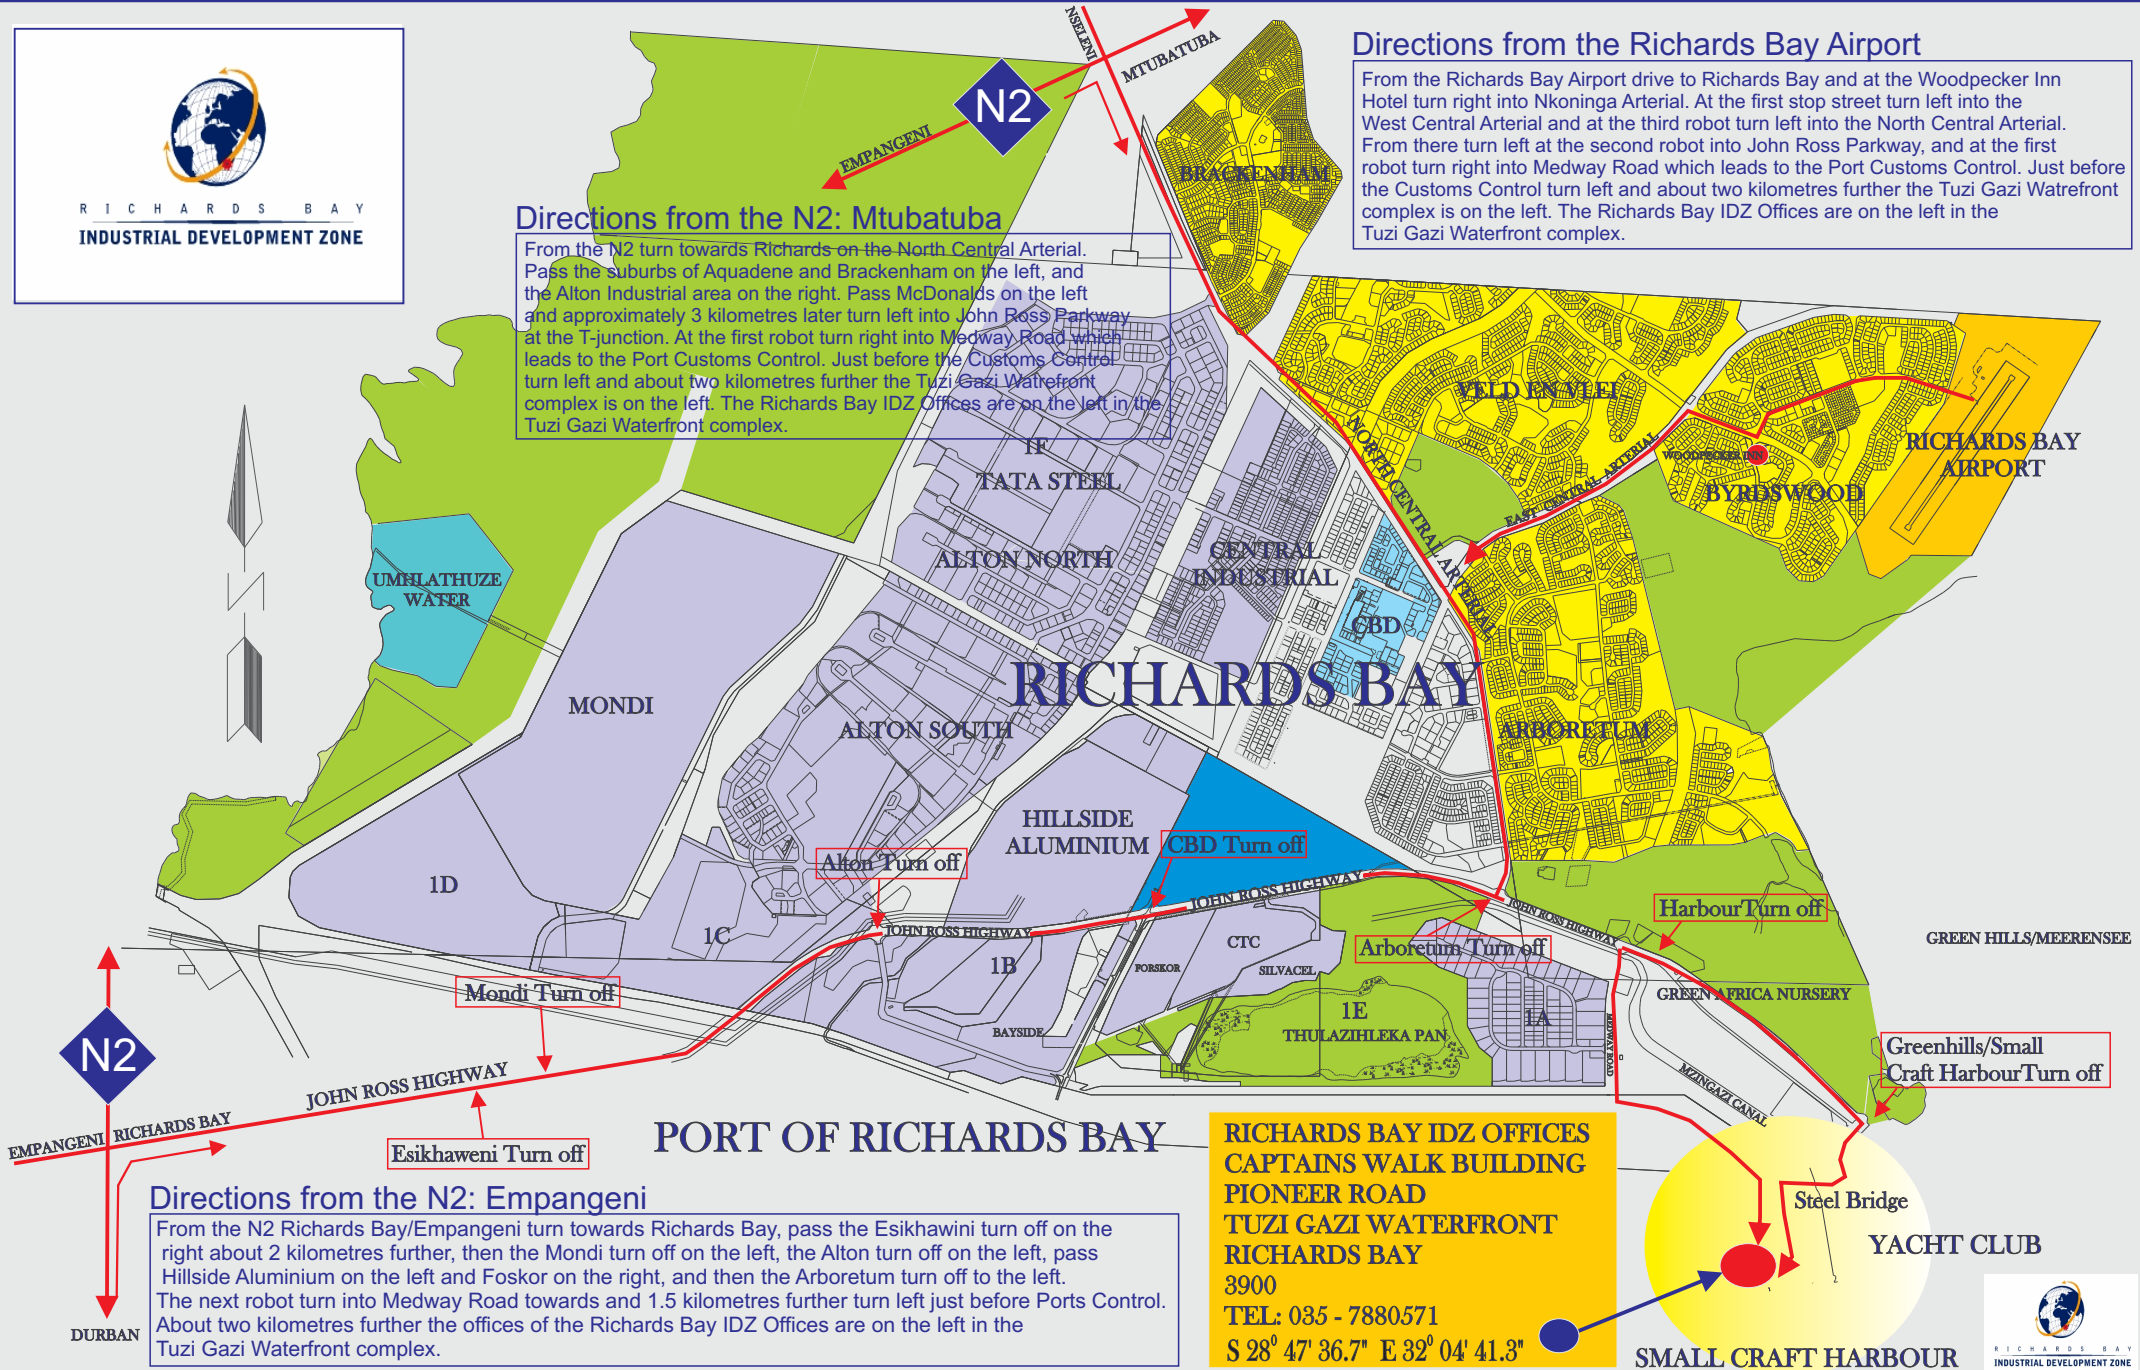 RICHARDS BAY
INDUSTRIAL DEVELOPMENT ZONE
NSELENI
MTUBATUBA
N2
EMPANGENI
Directions from the Richards Bay Airport
From the Richards Bay Airport drive to Richards Bay and at the Woodpecker Inn
Hotel turn right into Nkoninga Arterial. At the first stop street turn left into the
West Central Arterial and at the third robot turn left into the North Central Arterial.
From there turn left at the second robot into John Ross Parkway, and at the first
robot turn right into Medway Road which leads to the Port Customs Control. Just before
the Customs Control turn left and about two kilometres further the Tuzi Gazi Watrefront
complex is on the left. The Richards Bay IDZ Offices are on the left in the
Tuzi Gazi Waterfront complex.
Directions from the N2: Mtubatuba
From the N2 turn towards Richards on the North Central Arterial.
Pass the suburbs of Aquadene and Brackenham on the left, and
the Alton Industrial area on the right. Pass McDonalds on the left
and approximately 3 kilometres later turn left into John Ross Parkway
at the T-junction. At the first robot turn right into Medway Road which
leads to the Port Customs Control. Just before the Customs Control
turn left and about two kilometres further the Tuzi Gazi Watrefront
complex is on the left. The Richards Bay IDZ Offices are on the left in the
Tuzi Gazi Waterfront complex.
BRACKENHAM
VELD EN VLEI
NORTH CENTRAL ARTERIAL
EAST CENTRAL ARTERIAL
WOODPECKER INN
BYRDSWOOD
RICHARDS BAY
AIRPORT
1F
TATA STEEL
ALTON NORTH
CENTRAL
INDUSTRIAL
CBD
UMHLATHUZE
WATER
N
RICHARDS BAY
MONDI
ALTON SOUTH
ARBORETUM
HILLSIDE
ALUMINIUM
CBD Turn off
Alton Turn off
1D
1C
JOHN ROSS HIGHWAY
JOHN ROSS HIGHWAY
JOHN ROSS HIGHWAY
HarbourTurn off
Arboretum Turn off
GREEN HILLS/MEERENSEE
CTC
FORSKOR
SILVACEL
1B
BAYSIDE
Mondi Turn off
1E
THULAZIHLEKA PAN
1A
MEDWAY ROAD
GREEN AFRICA NURSERY
MZINGAZI CANAL
Greenhills/Small
Craft HarbourTurn off
N2
JOHN ROSS HIGHWAY
EMPANGENI RICHARDS BAY
Esikhaweni Turn off
PORT OF RICHARDS BAY
RICHARDS BAY IDZ OFFICES
CAPTAINS WALK BUILDING
PIONEER ROAD
TUZI GAZI WATERFRONT
RICHARDS BAY
3900
TEL: 035 - 7880571
S 28⁰ 47' 36.7" E 32⁰ 04' 41.3"
Steel Bridge
YACHT CLUB
SMALL CRAFT HARBOUR
Directions from the N2: Empangeni
From the N2 Richards Bay/Empangeni turn towards Richards Bay, pass the Esikhawini turn off on the
right about 2 kilometres further, then the Mondi turn off on the left, the Alton turn off on the left, pass
Hillside Aluminium on the left and Foskor on the right, and then the Arboretum turn off to the left.
The next robot turn into Medway Road towards and 1.5 kilometres further turn left just before Ports Control.
About two kilometres further the offices of the Richards Bay IDZ Offices are on the left in the
Tuzi Gazi Waterfront complex.
DURBAN
RICHARDS BAY
INDUSTRIAL DEVELOPMENT ZONE